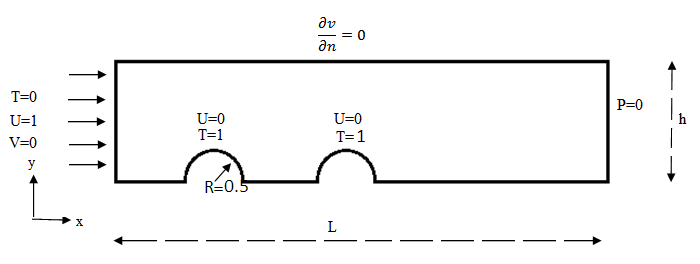 ∂v/∂n = 0
T=0
U=1
V=0
y
x
U=0
T=1
R=0.5
U=0
T=1
P=0
h
L